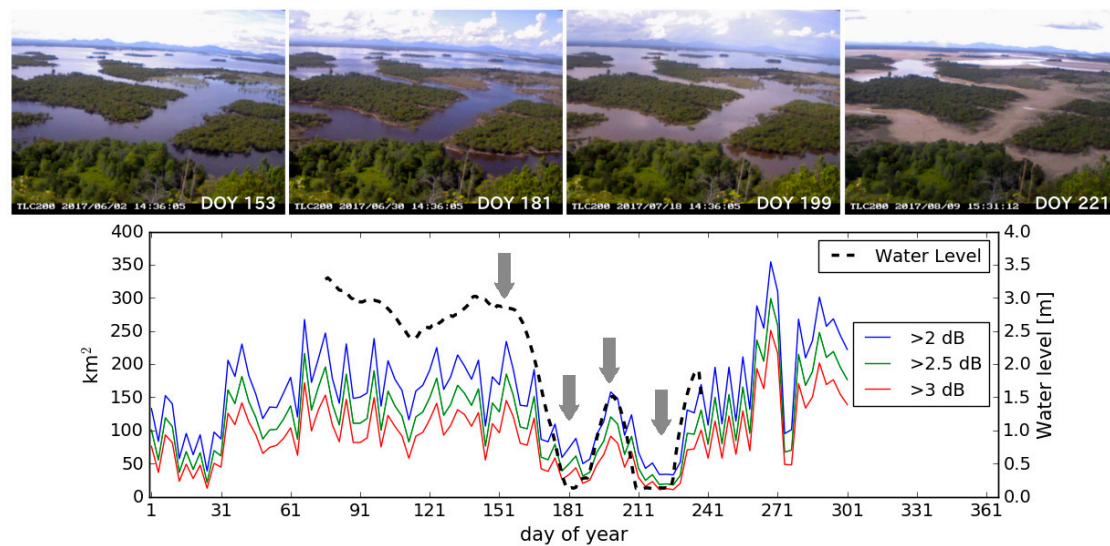 TLC200 2017/06/02 14:36:05 DOY 153
TLC200 2017/06/30 14:36:05 DOY 181
TLC200 2017/07/18 14:36:05 DOY 199
TLC200 2017/08/09 15:31:12 DOY 221
400
350
300
250
200
150
100
50
0
km²
4.0
3.5
3.0
2.5
2.0
1.5
1.0
0.5
0.0
Water level [m]
Water Level
>2 dB
>2.5 dB
>3 dB
1 31 61 91 121 151 181 211 241 271 301 331 361
day of year